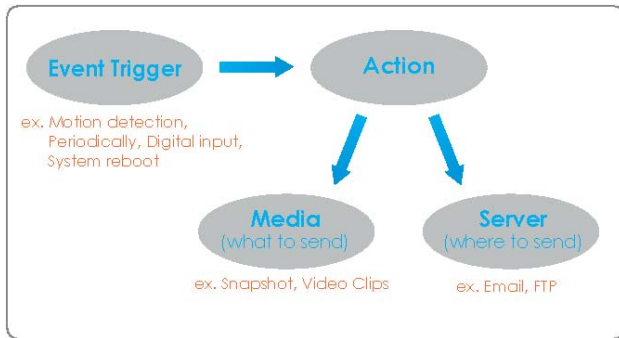 Event Trigger
Action
ex. Motion detection,
Periodically, Digital input,
System reboot
Media
(what to send)
Server
(where to send)
ex. Snapshot, Video Clips
ex. Email, FTP